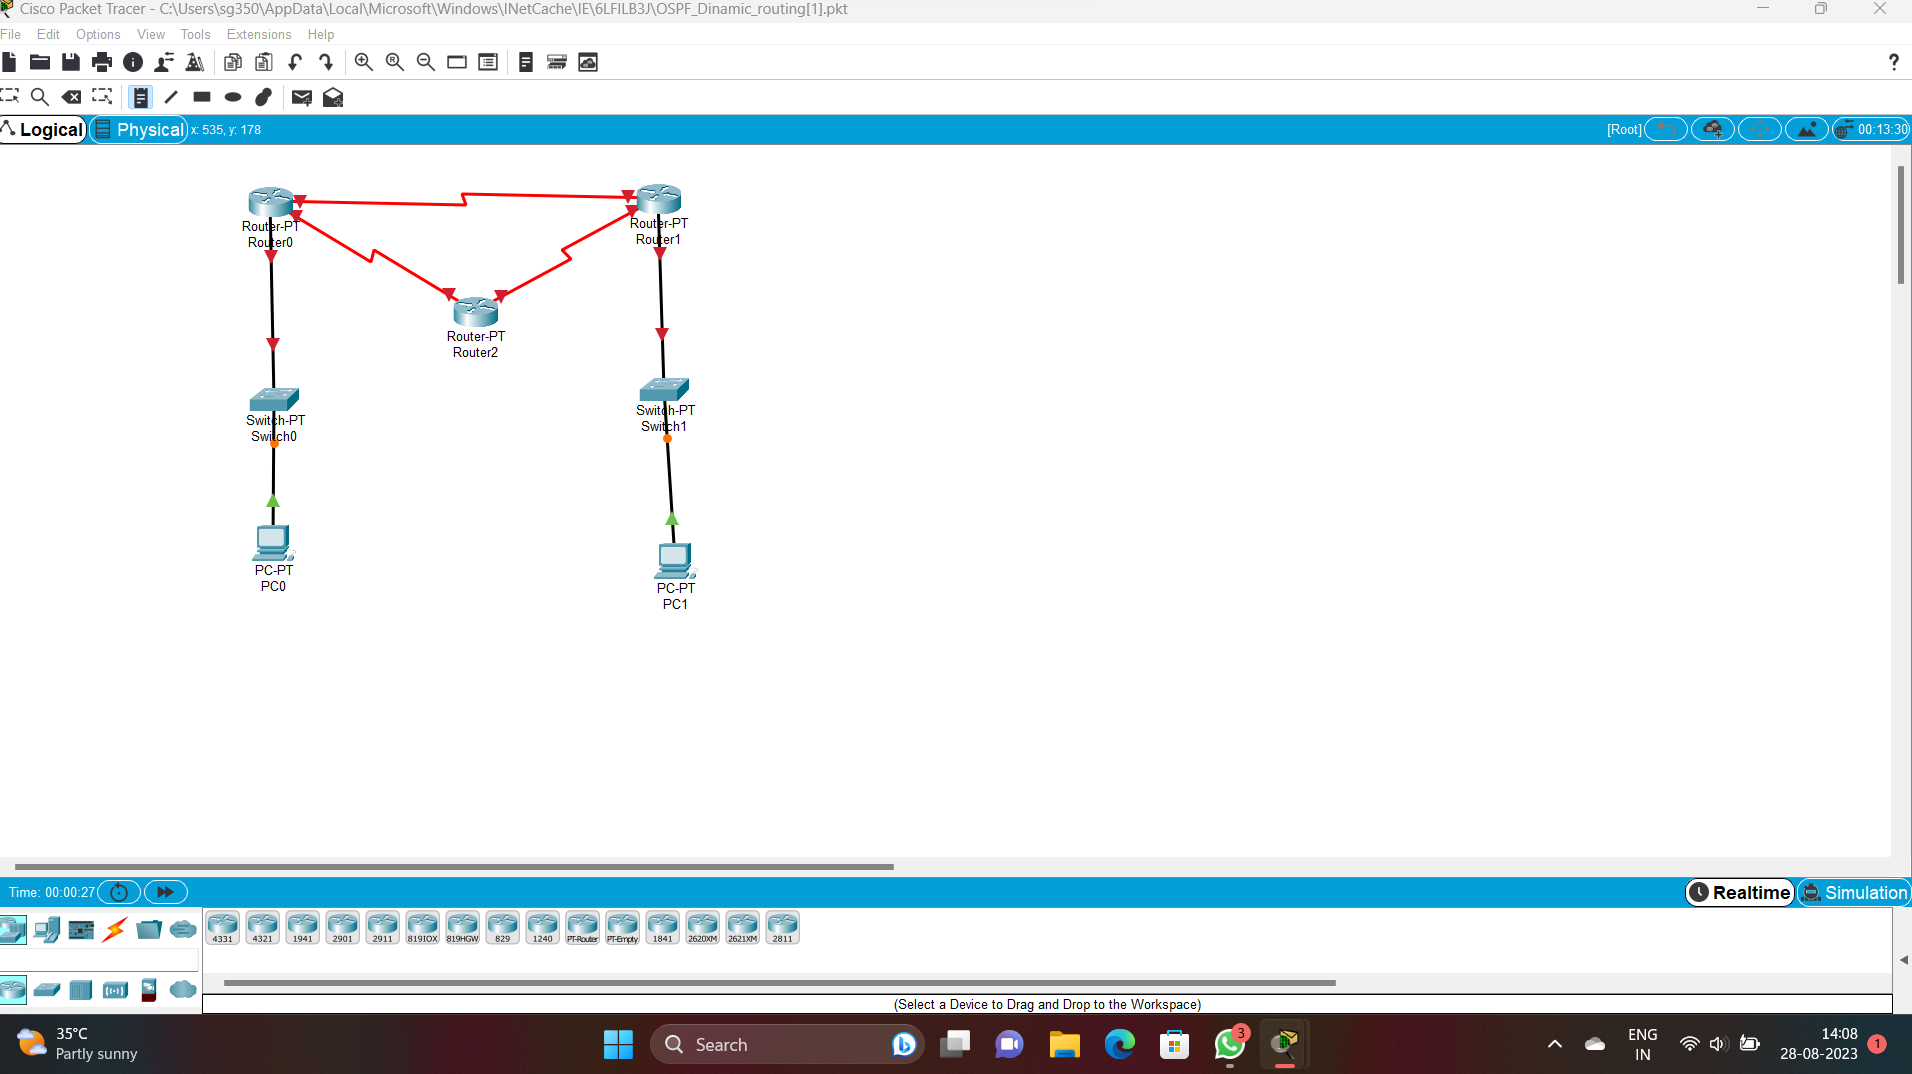 Cisco Packet Tracer - C:\Users\sg350\AppData\Local\Microsoft\Windows\INetCache\IE\6LFILB3J\OSPF_Dinamic_routing[1].pkt
File Edit Options View Tools Extensions Help
?
Logical Physical x: 535, y: 178 [Root] 00:13:30
Router-PT
Router0
Router-PT
Router1
Router-PT
Router2
Switch-PT
Switch0
Switch-PT
Switch1
PC-PT
PC0
PC-PT
PC1
Time: 00:00:27 Realtime Simulation
4331 4321 1941 2901 2911 819IOX 819HGW 829 1240 PT-Router PT-Empty 1841 2620XM 2621XM 2811
(Select a Device to Drag and Drop to the Workspace)
35°C
Partly sunny
Search
3
ENG
IN
14:08
28-08-2023
1